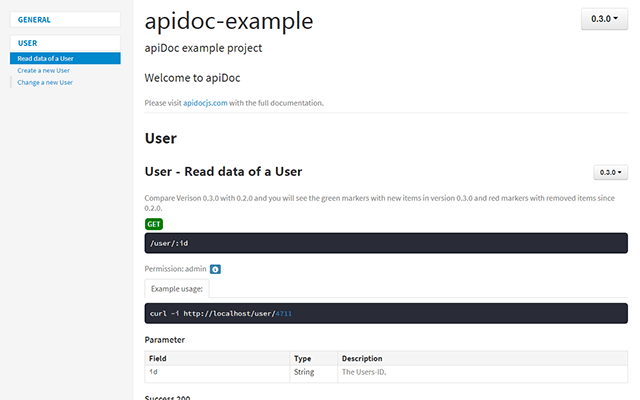 GENERAL
USER
Read data of a User
Create a new User
Change a new User
apidoc-example
0.3.0
apiDoc example project
Welcome to apiDoc
Please visit apidocjs.com with the full documentation.
User
User - Read data of a User
0.3.0
Compare Verison 0.3.0 with 0.2.0 and you will see the green markers with new items in version 0.3.0 and red markers with removed items since
0.2.0.
GET
/user/:id
Permission: admin
Example usage:
curl -i http://localhost/user/4711
Parameter
Field Type Description
id String The Users-ID.
Success 200